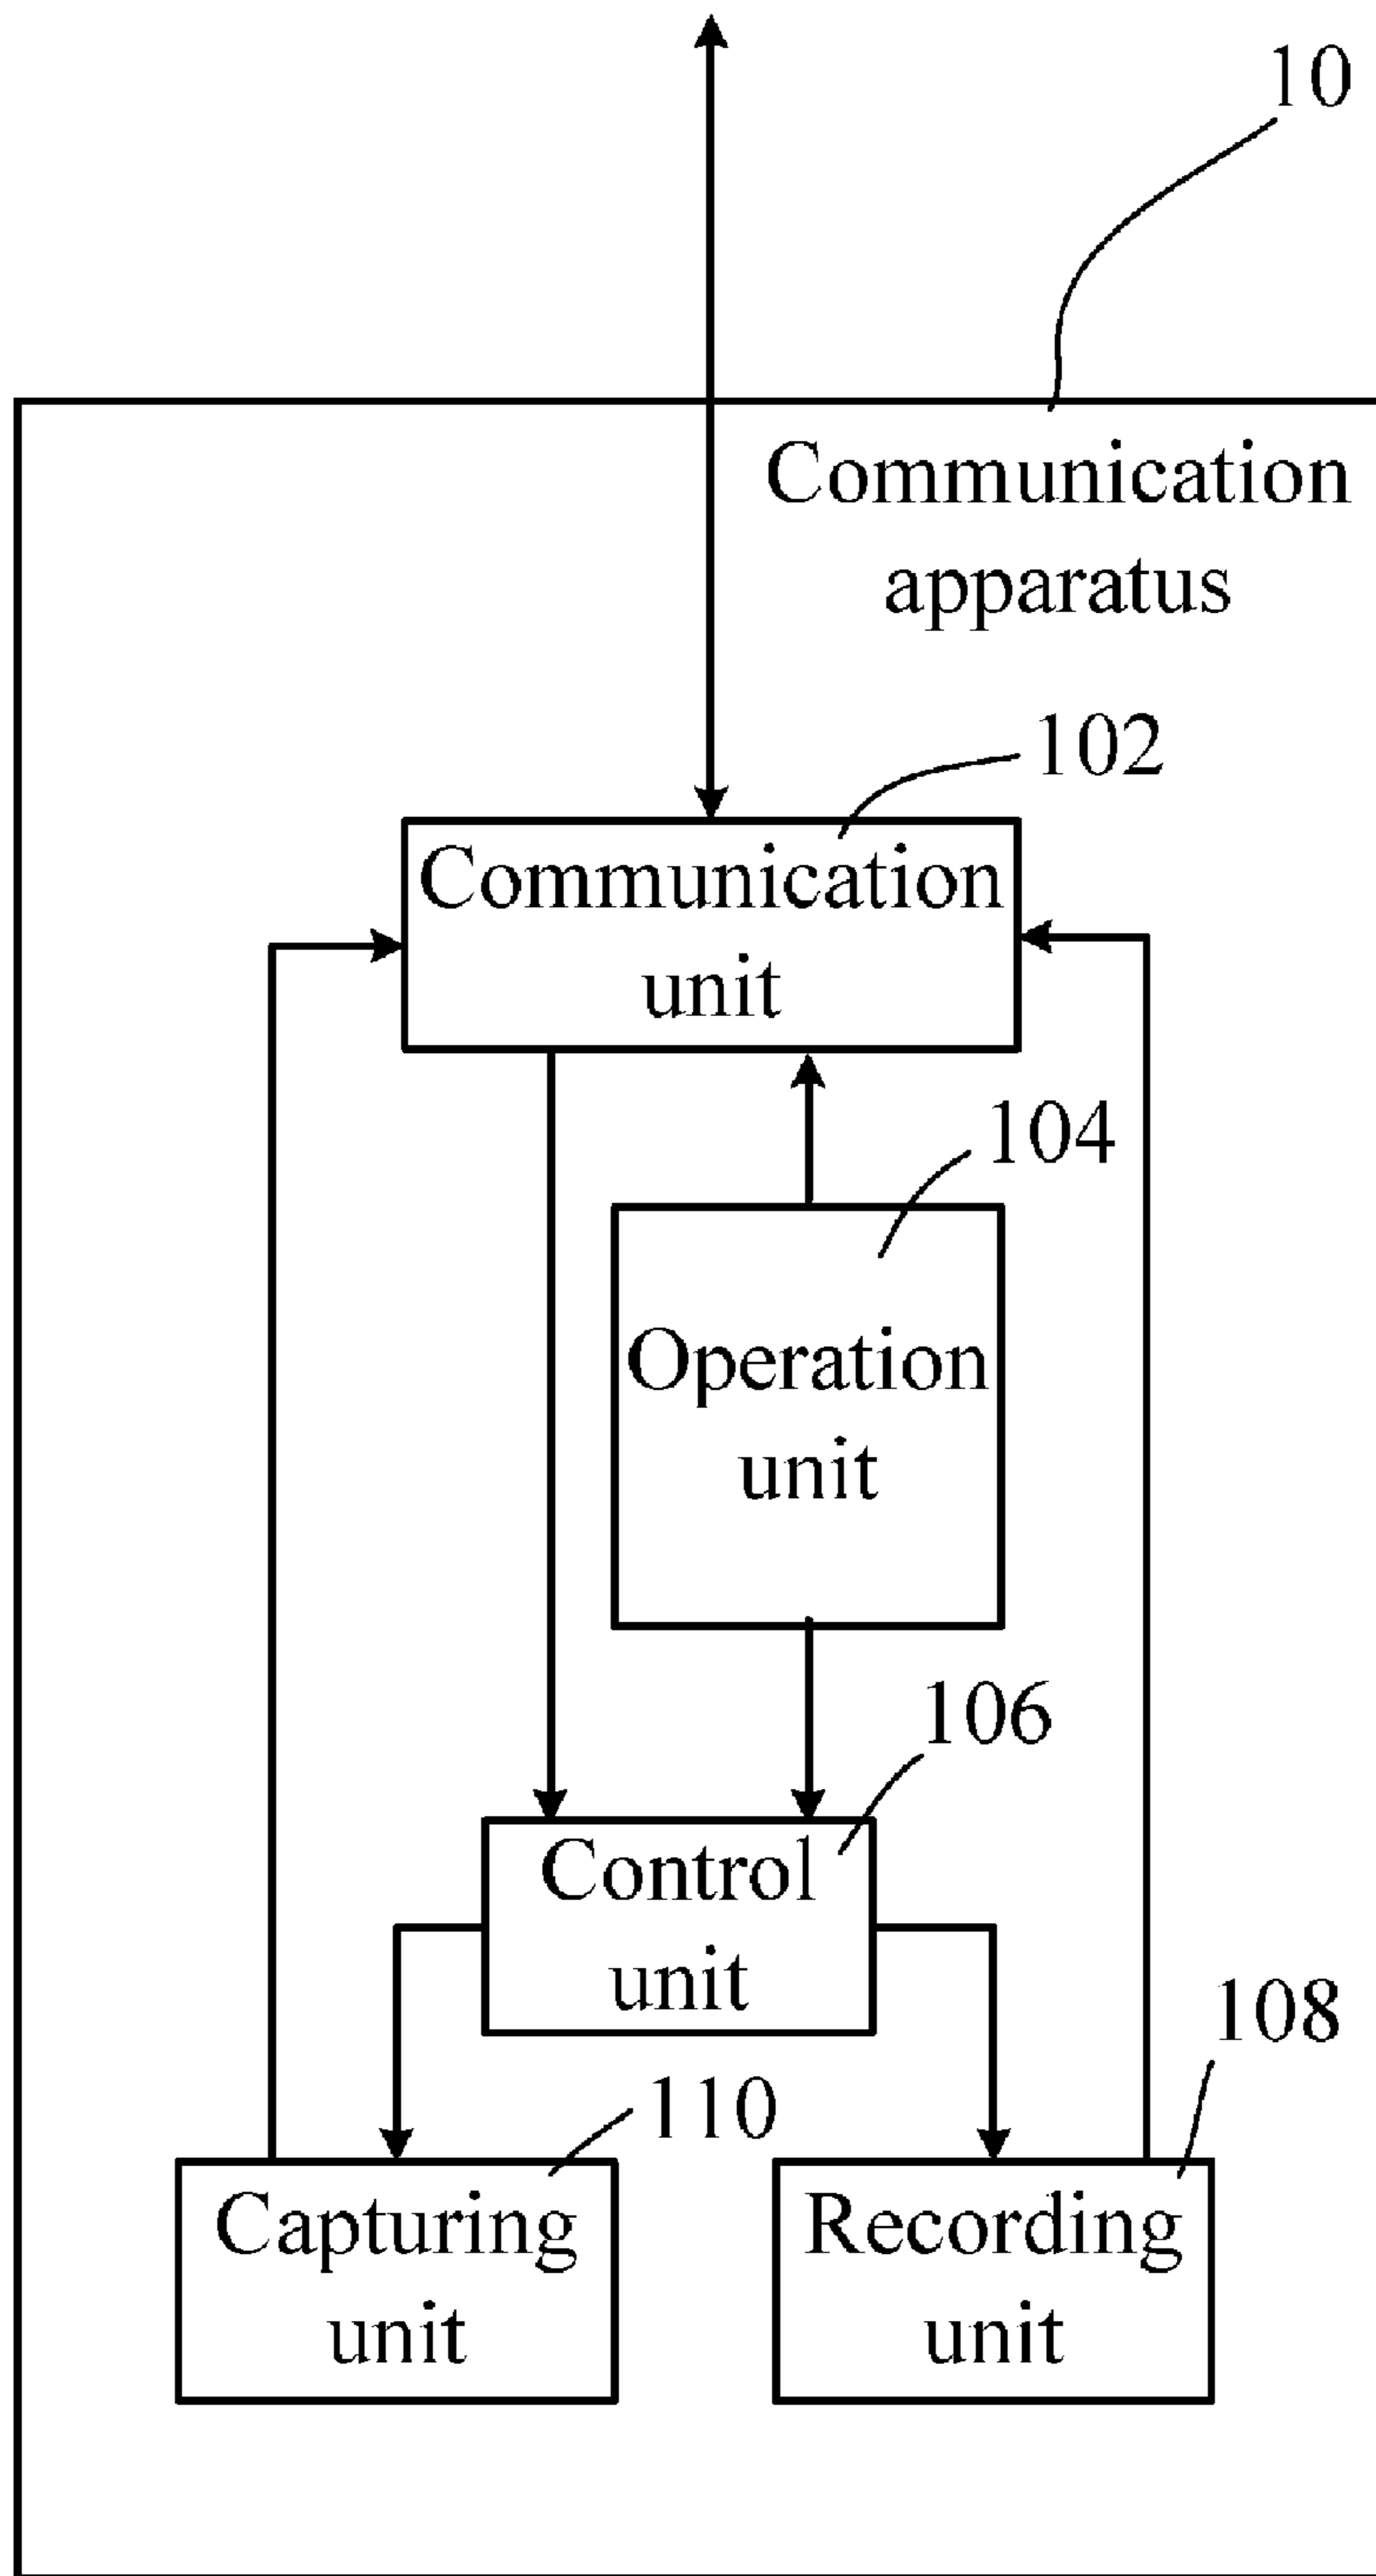 10
Communication
apparatus
102
Communication
unit
104
Operation
unit
106
Control
unit
108
110
Capturing
unit
Recording
unit